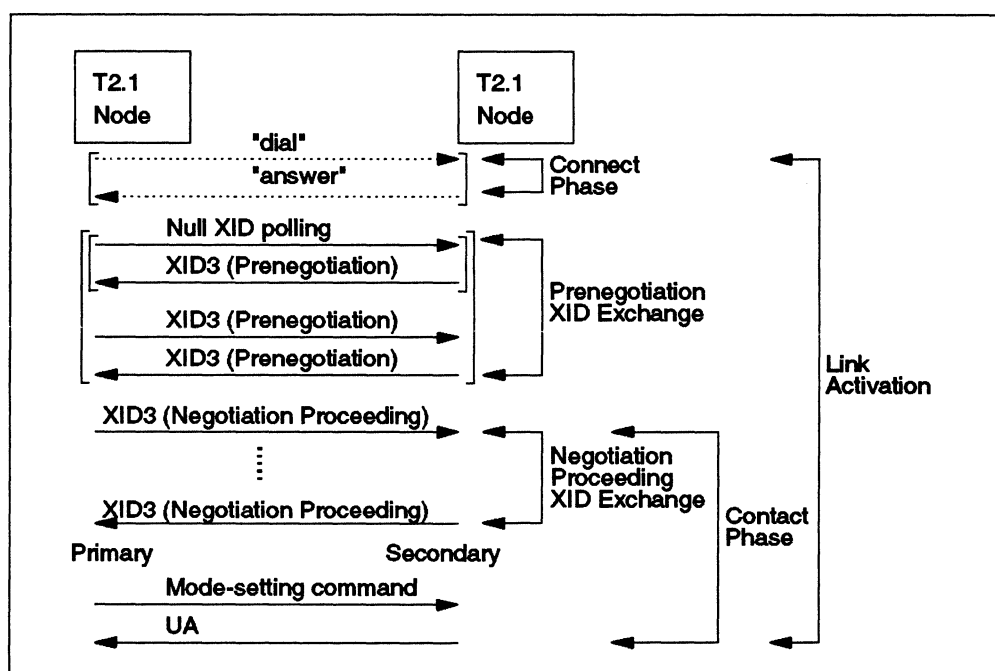 T2.1
Node
T2.1
Node
"dial"
"answer"
Connect
Phase
Null XID polling
XID3 (Prenegotiation)
XID3 (Prenegotiation)
XID3 (Prenegotiation)
Prenegotiation
XID Exchange
Link
Activation
XID3 (Negotiation Proceeding)
XID3 (Negotiation Proceeding)
Negotiation
Proceeding
XID Exchange
Contact
Phase
Primary
Secondary
Mode-setting command
UA